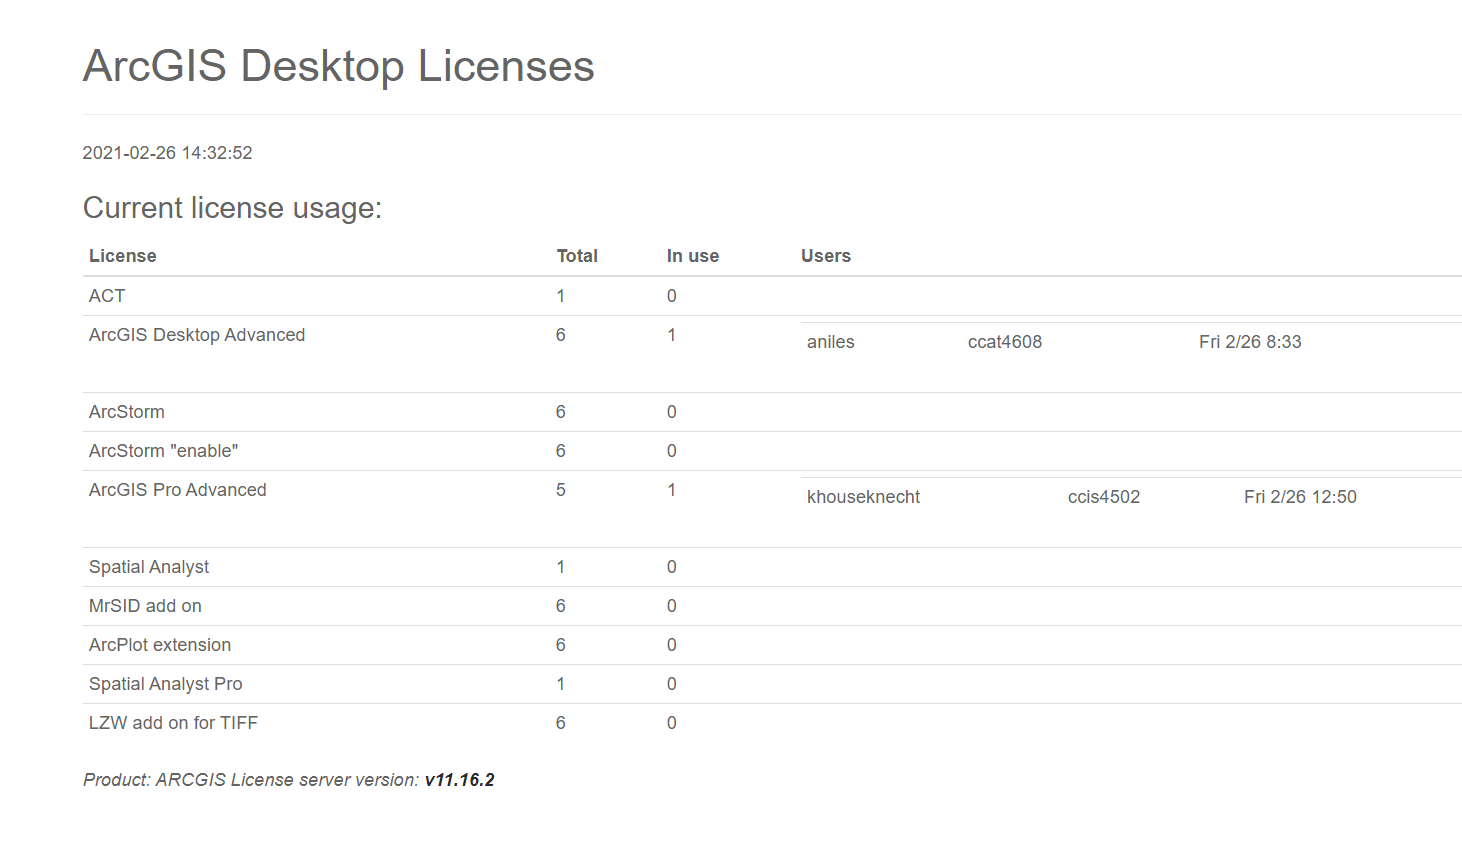 ArcGIS Desktop Licenses
2021-02-26 14:32:52
Current license usage:
License Total In use Users
ACT 1 0
ArcGIS Desktop Advanced 6 1 aniles ccat4608 Fri 2/26 8:33
ArcStorm 6 0
ArcStorm "enable" 6 0
ArcGIS Pro Advanced 5 1 khouseknecht ccis4502 Fri 2/26 12:50
Spatial Analyst 1 0
MrSID add on 6 0
ArcPlot extension 6 0
Spatial Analyst Pro 1 0
LZW add on for TIFF 6 0
Product: ARCGIS License server version: v11.16.2